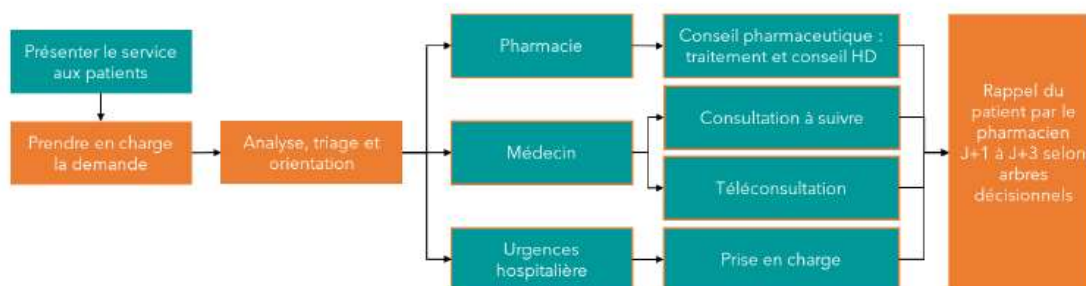 Présenter le service
aux patients
Prendre en charge
la demande
Analyse, triage et
orientation
Pharmacie
Médecin
Urgences
hospitalière
Conseil pharmaceutique :
traitement et conseil HD
Consultation à suivre
Téléconsultation
Prise en charge
Rappel du
patient par le
pharmacien
J+1 à J+3 selon
arbres
décisionnels